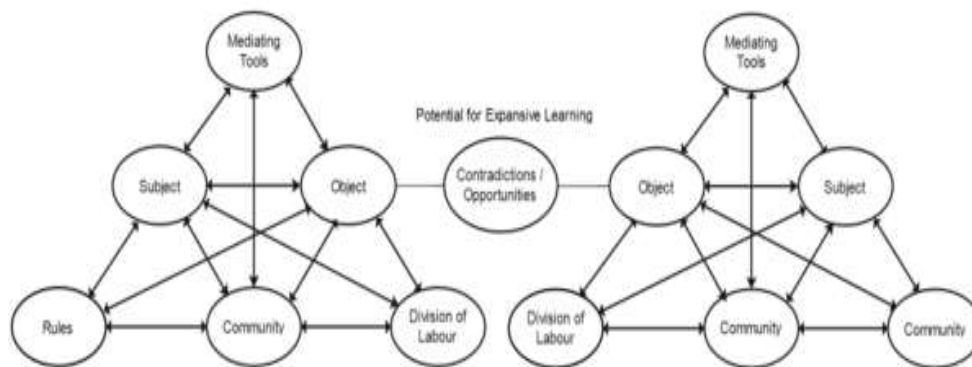 Mediating
Tools
Mediating
Tools
Potential for Expansive Learning
Subject
Object
Contradictions /
Opportunities
Object
Subject
Rules
Community
Division of
Labour
Division of
Labour
Community
Community